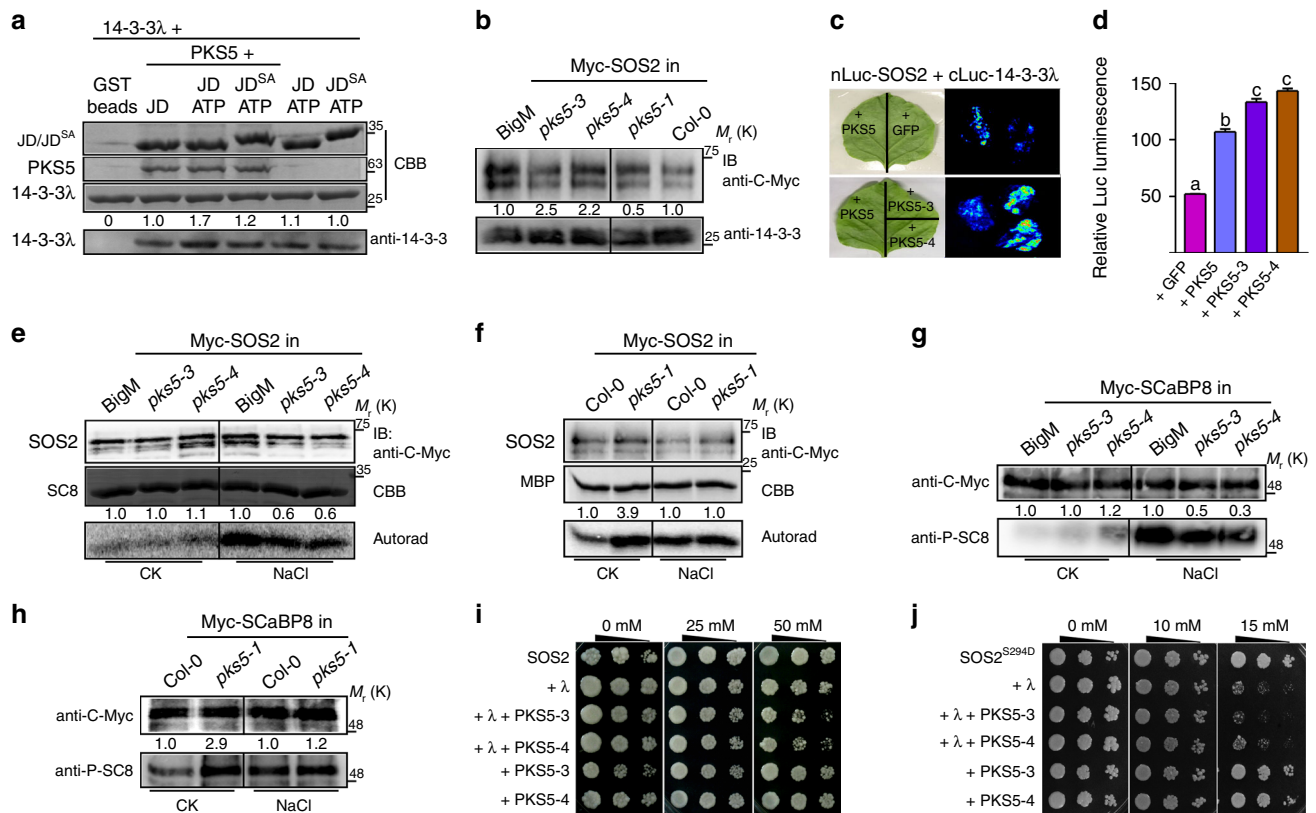 a
14-3-3λ +
PKS5 +
GST beads
JD
JD ATP
JDSA ATP
JD ATP
JDSA ATP
JD/JDSA
35
PKS5
63
CBB
14-3-3λ
25
0 1.0 1.7 1.2 1.1 1.0
14-3-3λ
anti-14-3-3
b
Myc-SOS2 in
BigM pks5-3 pks5-4 pks5-1 Col-0
Mr (K)
75
IB
anti-C-Myc
1.0 2.5 2.2 0.5 1.0
25
anti-14-3-3
c
nLuc-SOS2 + cLuc-14-3-3λ
+ PKS5
+ GFP
+ PKS5
+ PKS5-3
+ PKS5-4
d
Relative Luc luminescence
150
100
50
a b c c
+ GFP
+ PKS5
+ PKS5-3
+ PKS5-4
e
Myc-SOS2 in
BigM pks5-3 pks5-4 BigM pks5-3 pks5-4
Mr (K)
75
SOS2
IB:
anti-C-Myc
35
SC8
CBB
1.0 1.0 1.1 1.0 0.6 0.6
Autorad
CK NaCl
f
Myc-SOS2 in
Col-0 pks5-1 Col-0 pks5-1
Mr (K)
75
SOS2
IB
anti-C-Myc
25
MBP
CBB
1.0 3.9 1.0 1.0
Autorad
CK NaCl
g
Myc-SCaBP8 in
BigM pks5-3 pks5-4 BigM pks5-3 pks5-4
Mr (K)
anti-C-Myc
48
1.0 1.0 1.2 1.0 0.5 0.3
anti-P-SC8
48
CK NaCl
h
Myc-SCaBP8 in
Col-0 pks5-1 Col-0 pks5-1
Mr (K)
anti-C-Myc
48
1.0 2.9 1.0 1.2
anti-P-SC8
48
CK NaCl
i
0 mM 25 mM 50 mM
SOS2
+ λ
+ λ + PKS5-3
+ λ + PKS5-4
+ PKS5-3
+ PKS5-4
j
0 mM 10 mM 15 mM
SOS2S294D
+ λ
+ λ + PKS5-3
+ λ + PKS5-4
+ PKS5-3
+ PKS5-4